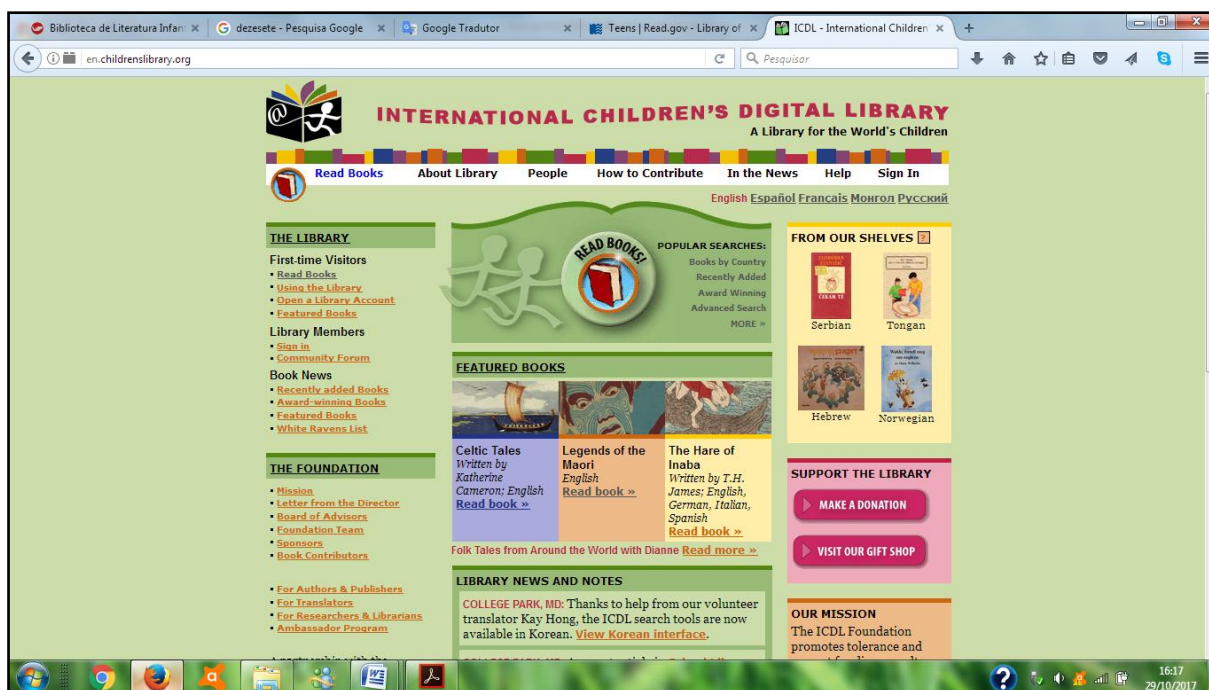 Biblioteca de Literatura Infan
dezesete - Pesquisa Google
Google Tradutor
Teens | Read.gov - Library of
ICDL - International Children
en.childrenslibrary.org
Pesquisar
INTERNATIONAL CHILDREN'S DIGITAL LIBRARY
A Library for the World's Children
Read Books About Library People How to Contribute In the News Help Sign In
English Español Français Монгол Русский
THE LIBRARY
First-time Visitors
• Read Books
• Using the Library
• Open a Library Account
• Featured Books
Library Members
• Sign in
• Community Forum
Book News
• Recently added Books
• Award-winning Books
• Featured Books
• White Ravens List
THE FOUNDATION
• Mission
• Letter from the Director
• Board of Advisors
• Foundation Team
• Sponsors
• Book Contributors
• For Authors & Publishers
• For Translators
• For Researchers & Librarians
• Ambassador Program
READ BOOKS!
POPULAR SEARCHES:
Books by Country
Recently Added
Award Winning
Advanced Search
MORE »
FEATURED BOOKS
Celtic Tales
Written by
Katherine
Cameron; English
Read book »
Legends of the
Maori
English
Read book »
The Hare of
Inaba
Written by T.H.
James; English,
German, Italian,
Spanish
Read book »
Folk Tales from Around the World with Dianne Read more »
LIBRARY NEWS AND NOTES
COLLEGE PARK, MD: Thanks to help from our volunteer
translator Kay Hong, the ICDL search tools are now
available in Korean. View Korean interface.
FROM OUR SHELVES ?
Serbian
Tongan
Hebrew
Norwegian
SUPPORT THE LIBRARY
MAKE A DONATION
VISIT OUR GIFT SHOP
OUR MISSION
The ICDL Foundation
promotes tolerance and
16:17
29/10/2017